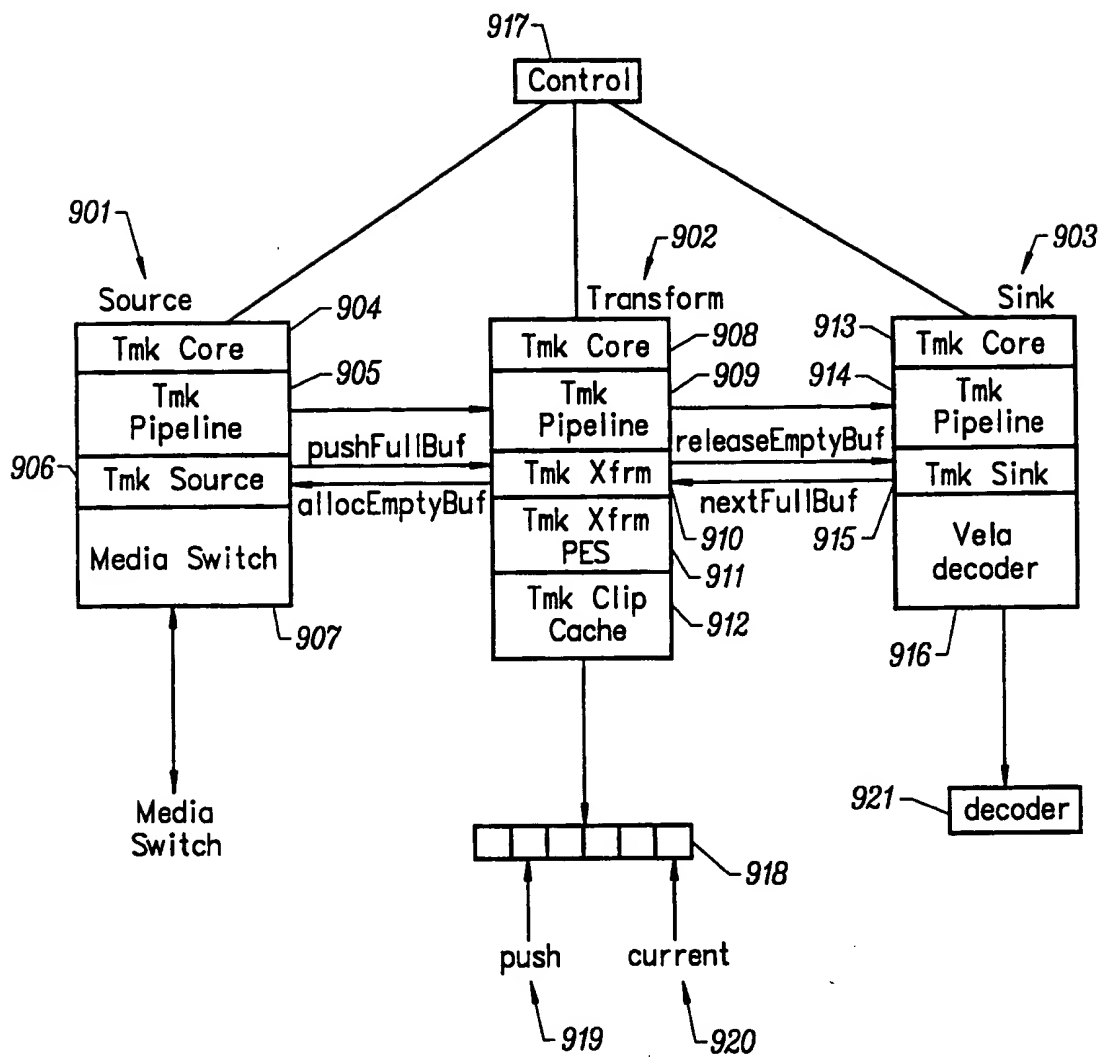 917
Control
901
902
903
Source
Transform
Sink
904
908
913
Tmk Core
Tmk Core
Tmk Core
905
909
914
Tmk
Pipeline
Tmk
Pipeline
Tmk
Pipeline
pushFullBuf
releaseEmptyBuf
906
Tmk Source
Tmk Xfrm
Tmk Sink
allocEmptyBuf
nextFullBuf
910
915
Media Switch
Tmk Xfrm
PES
Vela
decoder
911
Tmk Clip
Cache
912
907
916
Media
Switch
921
decoder
918
push
current
919
920